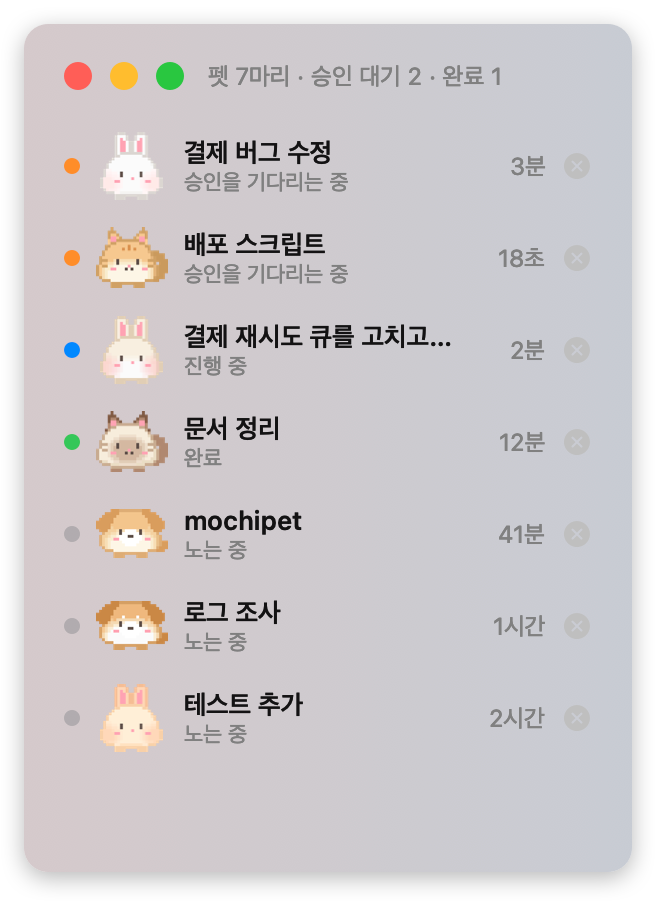 펫 7마리 · 승인 대기 2 · 완료 1
결제 버그 수정
승인을 기다리는 중
3분
배포 스크립트
승인을 기다리는 중
18초
결제 재시도 큐를 고치고...
진행 중
2분
문서 정리
완료
12분
mochipet
노는 중
41분
로그 조사
노는 중
1시간
테스트 추가
노는 중
2시간